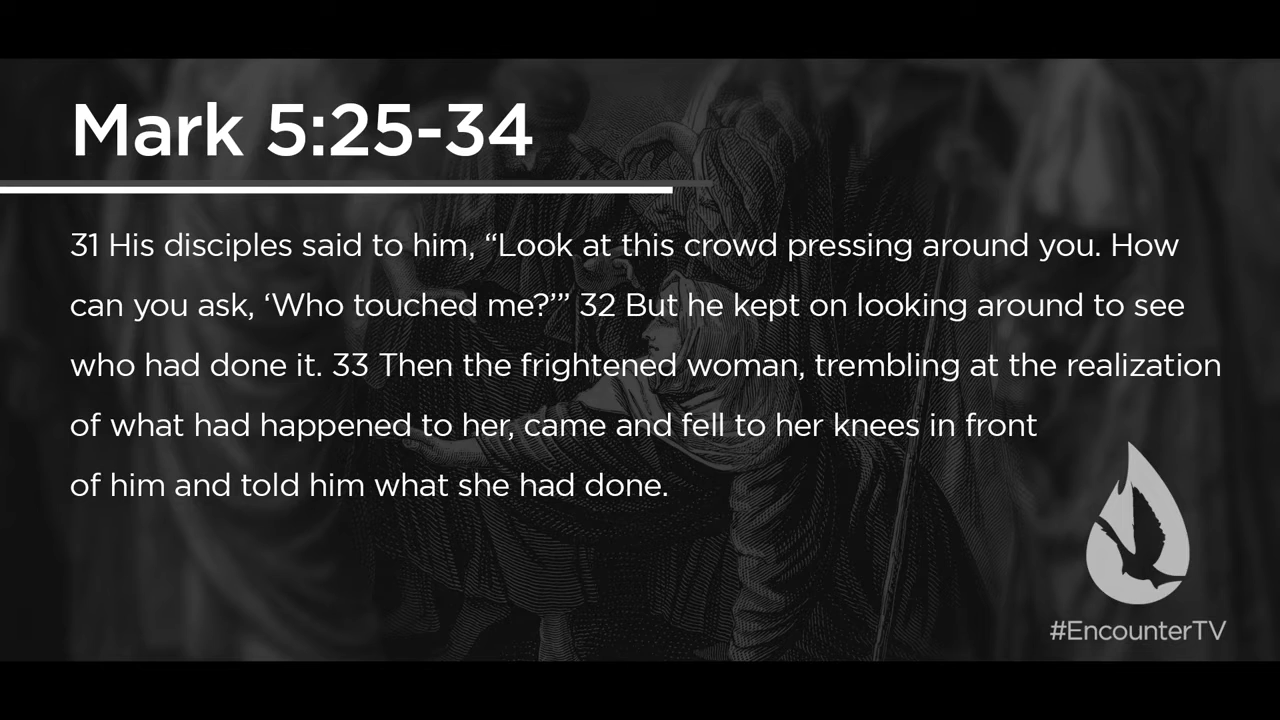 Mark 5:25-34
31 His disciples said to him, “Look at this crowd pressing around you. How
can you ask, ‘Who touched me?’” 32 But he kept on looking around to see
who had done it. 33 Then the frightened woman, trembling at the realization
of what had happened to her, came and fell to her knees in front
of him and told him what she had done.
#EncounterTV